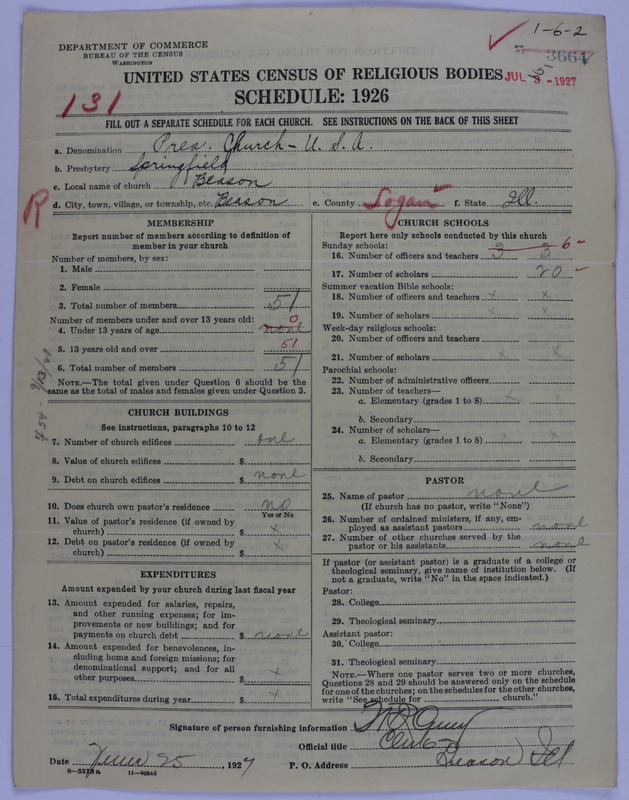 1-6-2
DEPARTMENT OF COMMERCE
BUREAU OF THE CENSUS
WASHINGTON
3664
UNITED STATES CENSUS OF RELIGIOUS BODIES
JUL 3 - 1927
131
SCHEDULE: 1926
FILL OUT A SEPARATE SCHEDULE FOR EACH CHURCH. SEE INSTRUCTIONS ON THE BACK OF THIS SHEET
a. Denomination Pres. Church - U. S. A.
b. Presbytery Springfield
c. Local name of church Beason
d. City, town, village, or township, etc. Beason e. County Logan f. State Ill.
R
MEMBERSHIP
Report number of members according to definition of member in your church
Number of members, by sex:
1. Male
2. Female
3. Total number of members 51
Number of members under and over 13 years old:
4. Under 13 years of age none 0
5. 13 years old and over 51
6. Total number of members 51
NOTE.—The total given under Question 6 should be the same as the total of males and females given under Question 3.
CHURCH BUILDINGS
See instructions, paragraphs 10 to 12
7. Number of church edifices one
8. Value of church edifices $
9. Debt on church edifices $ none
10. Does church own pastor's residence no
Yes or No
11. Value of pastor's residence (if owned by church) $ x
12. Debt on pastor's residence (if owned by church) $ x
EXPENDITURES
Amount expended by your church during last fiscal year
13. Amount expended for salaries, repairs, and other running expenses; for improvements or new buildings; and for payments on church debt $ none
14. Amount expended for benevolences, including home and foreign missions; for denominational support; and for all other purposes $ x
15. Total expenditures during year $ x
CHURCH SCHOOLS
Report here only schools conducted by this church
Sunday schools:
16. Number of officers and teachers 3 3 6
17. Number of scholars 20
Summer vacation Bible schools:
18. Number of officers and teachers x x
19. Number of scholars x x
Week-day religious schools:
20. Number of officers and teachers
21. Number of scholars x x
Parochial schools:
22. Number of administrative officers
23. Number of teachers—
a. Elementary (grades 1 to 8) x x
b. Secondary
24. Number of scholars—
a. Elementary (grades 1 to 8) x x
b. Secondary
PASTOR
25. Name of pastor none
(If church has no pastor, write "None")
26. Number of ordained ministers, if any, employed as assistant pastors none
27. Number of other churches served by the pastor or his assistants none
If pastor (or assistant pastor) is a graduate of a college or theological seminary, give name of institution below. (If not a graduate, write "No" in the space indicated.)
Pastor:
28. College
29. Theological seminary
Assistant pastor:
30. College
31. Theological seminary
NOTE.—Where one pastor serves two or more churches, Questions 28 and 29 should be answered only on the schedule for one of the churches; on the schedules for the other churches, write "See schedule for church."
Signature of person furnishing information
Official title Clerk
Date June 25, 1927 P. O. Address Beason Ill
8-5518a 11-9054d